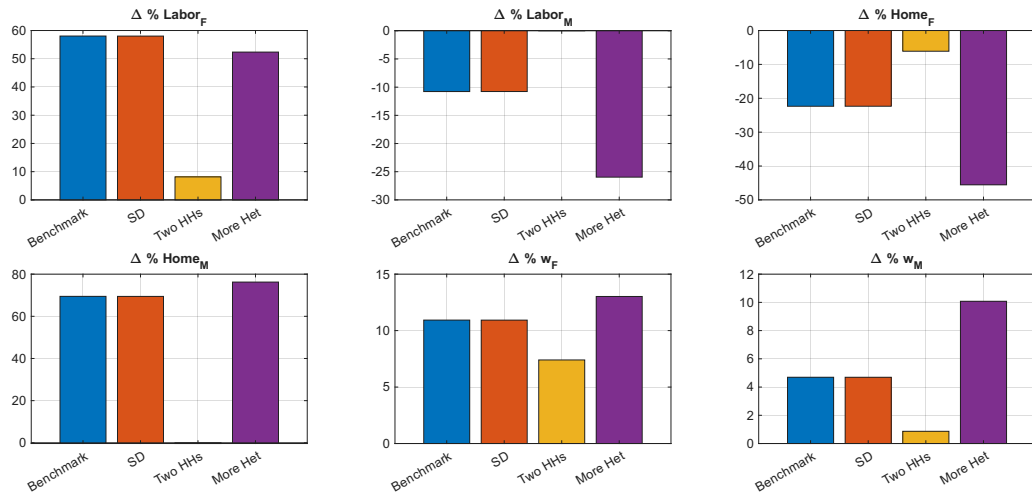 Δ % Labor_F
60
50
40
30
20
10
0
Benchmark
SD
Two HHs
More Het
Δ % Labor_M
0
-5
-10
-15
-20
-25
-30
Benchmark
SD
Two HHs
More Het
Δ % Home_F
0
-10
-20
-30
-40
-50
Benchmark
SD
Two HHs
More Het
Δ % Home_M
80
60
40
20
0
Benchmark
SD
Two HHs
More Het
Δ % w_F
15
10
5
0
Benchmark
SD
Two HHs
More Het
Δ % w_M
12
10
8
6
4
2
0
Benchmark
SD
Two HHs
More Het